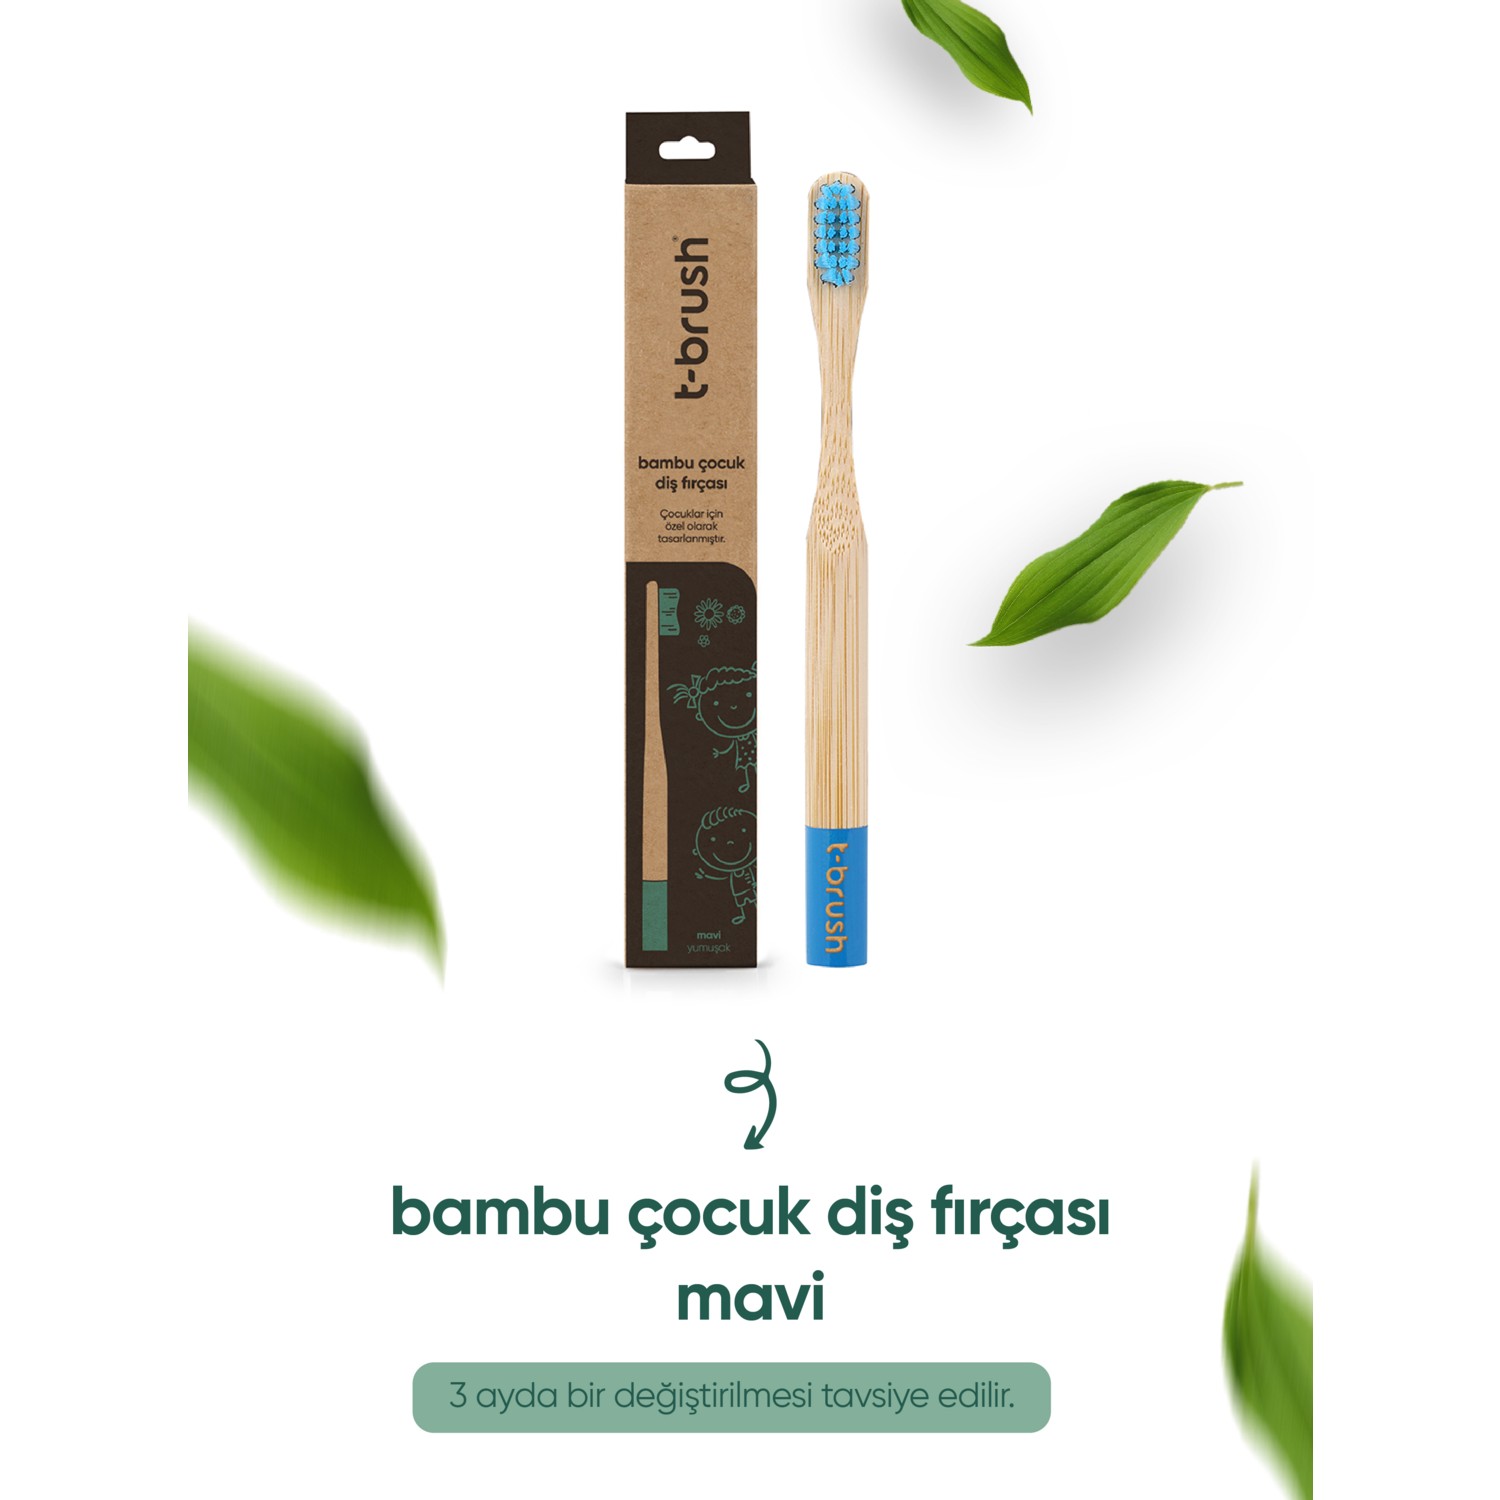 t-brush®
bambu çocuk
diş fırçası
Çocuklar için
özel olarak
tasarlanmıştır.
mavi
yumuşak
t-brush
bambu çocuk diş fırçası
mavi
3 ayda bir değiştirilmesi tavsiye edilir.